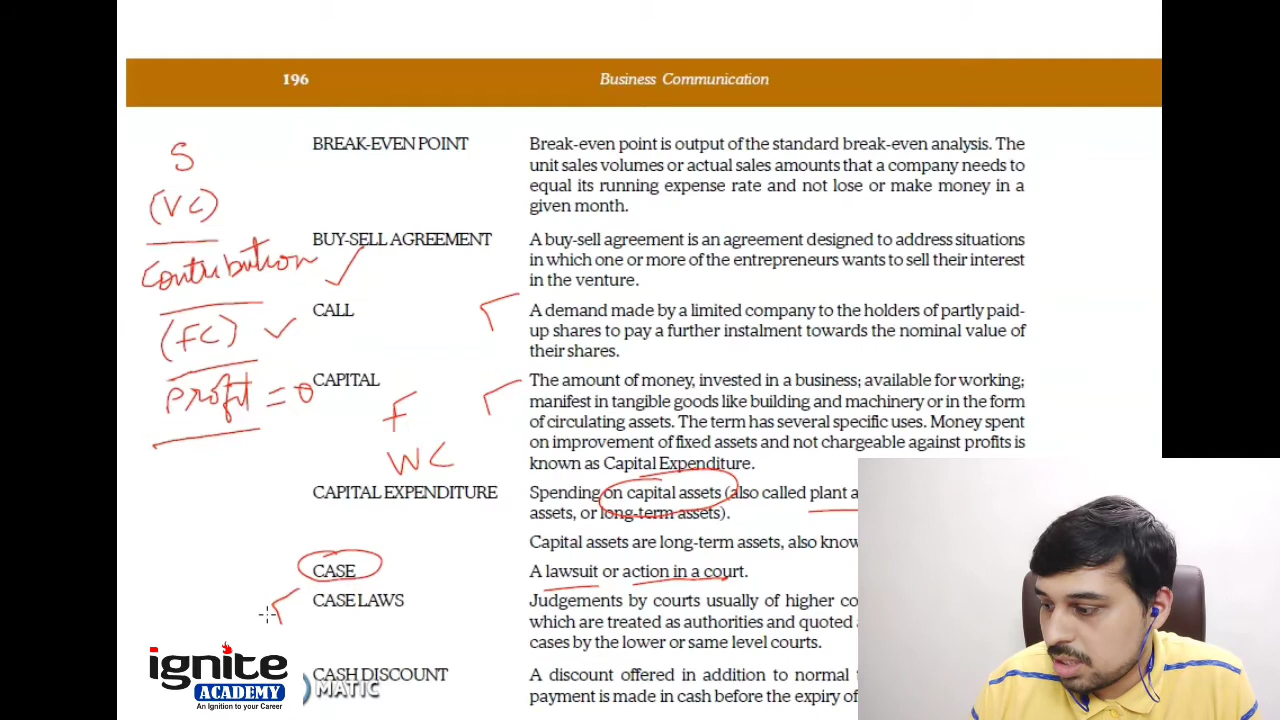 196
Business Communication
S
(VC)
Contribution
(FC)
Profit = 0
BREAK-EVEN POINT
Break-even point is output of the standard break-even analysis. The
unit sales volumes or actual sales amounts that a company needs to
equal its running expense rate and not lose or make money in a
given month.
BUY-SELL AGREEMENT
A buy-sell agreement is an agreement designed to address situations
in which one or more of the entrepreneurs wants to sell their interest
in the venture.
CALL
A demand made by a limited company to the holders of partly paid-
up shares to pay a further instalment towards the nominal value of
their shares.
CAPITAL
F
WC
The amount of money, invested in a business; available for working;
manifest in tangible goods like building and machinery or in the form
of circulating assets. The term has several specific uses. Money spent
on improvement of fixed assets and not chargeable against profits is
known as Capital Expenditure.
CAPITAL EXPENDITURE
Spending on capital assets (also called plant
assets, or long-term assets).
Capital assets are long-term assets, also
CASE
A lawsuit or action in a court.
CASE LAWS
Judgements by courts usually of higher
which are treated as authorities and quoted
cases by the lower or same level courts.
CASH DISCOUNT
A discount offered in addition to normal
payment is made in cash before the expiry of
ignite
ACADEMY
An Ignition to your Career
MATIC